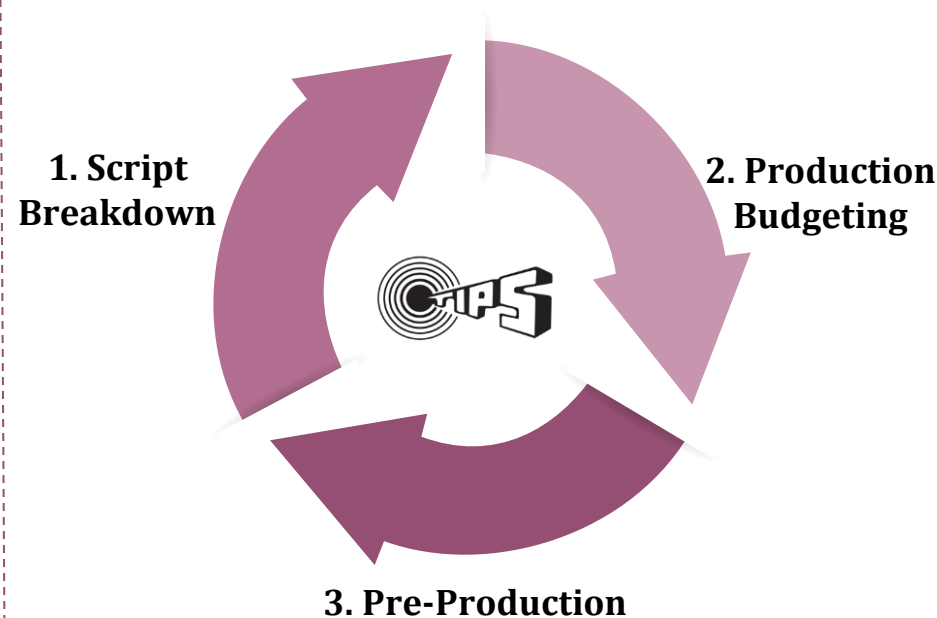 1. Script
Breakdown
2. Production
Budgeting
TIPS
3. Pre-Production